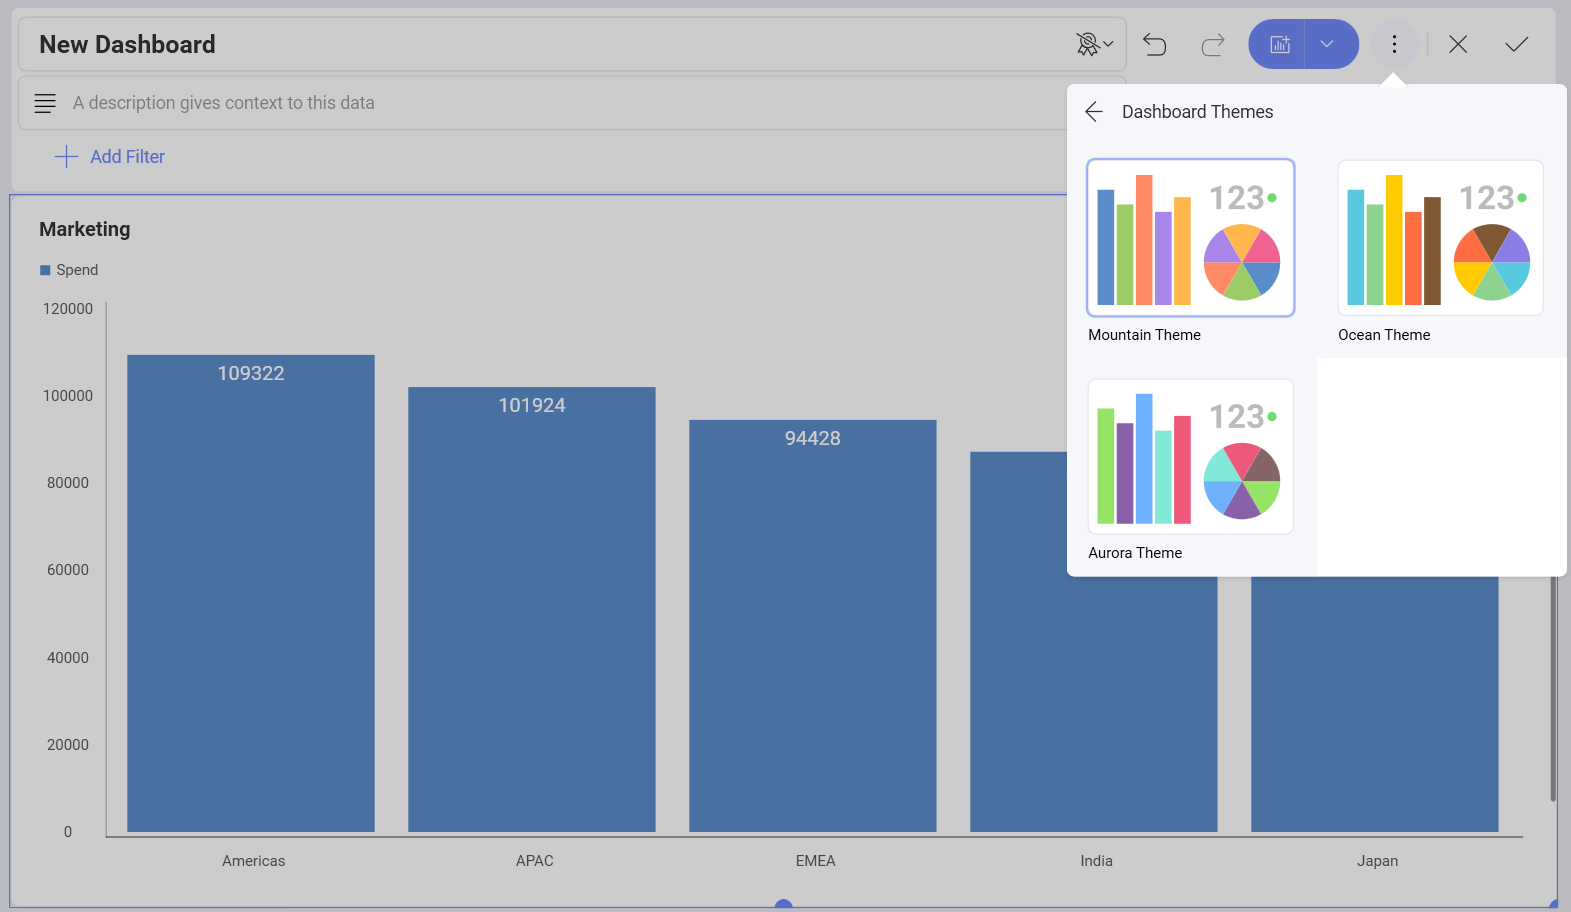 New Dashboard
A description gives context to this data
Add Filter
Dashboard Themes
123
Mountain Theme
123
Ocean Theme
123
Aurora Theme
Marketing
Spend
120000
100000
80000
60000
40000
20000
0
109322
101924
94428
Americas
APAC
EMEA
India
Japan